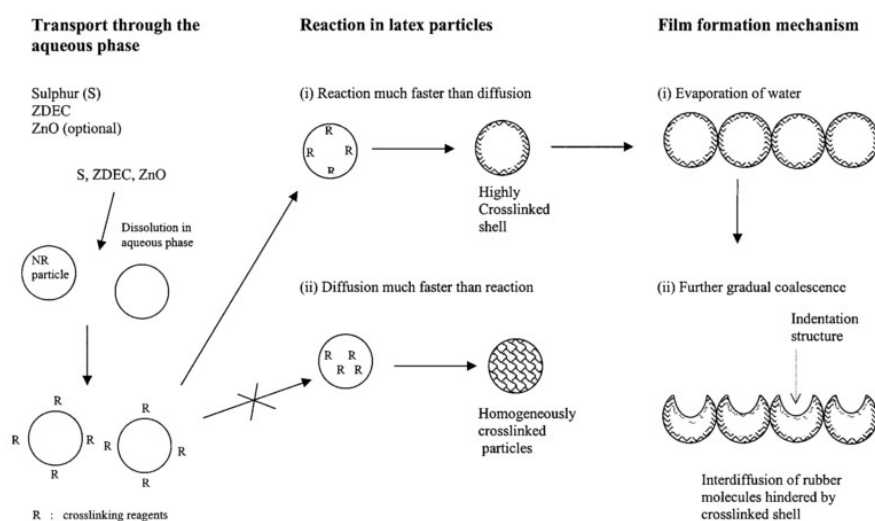 Transport through the
aqueous phase
Sulphur (S)
ZDEC
ZnO (optional)
S, ZDEC, ZnO
Dissolution in
aqueous phase
NR
particle
R
R
R
R
R
R
R
R
R : crosslinking reagents
Reaction in latex particles
(i) Reaction much faster than diffusion
R
R
R
R
Highly
Crosslinked
shell
(ii) Diffusion much faster than reaction
R
R
R
R
Homogeneously
crosslinked
particles
Film formation mechanism
(i) Evaporation of water
(ii) Further gradual coalescence
Indentation
structure
Interdiffusion of rubber
molecules hindered by
crosslinked shell